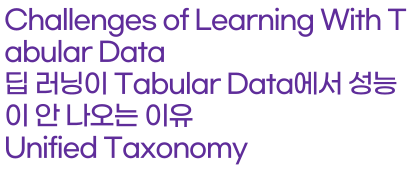 Challenges of Learning With T
abular Data
딥 러닝이 Tabular Data에서 성능
이 안 나오는 이유
Unified Taxonomy